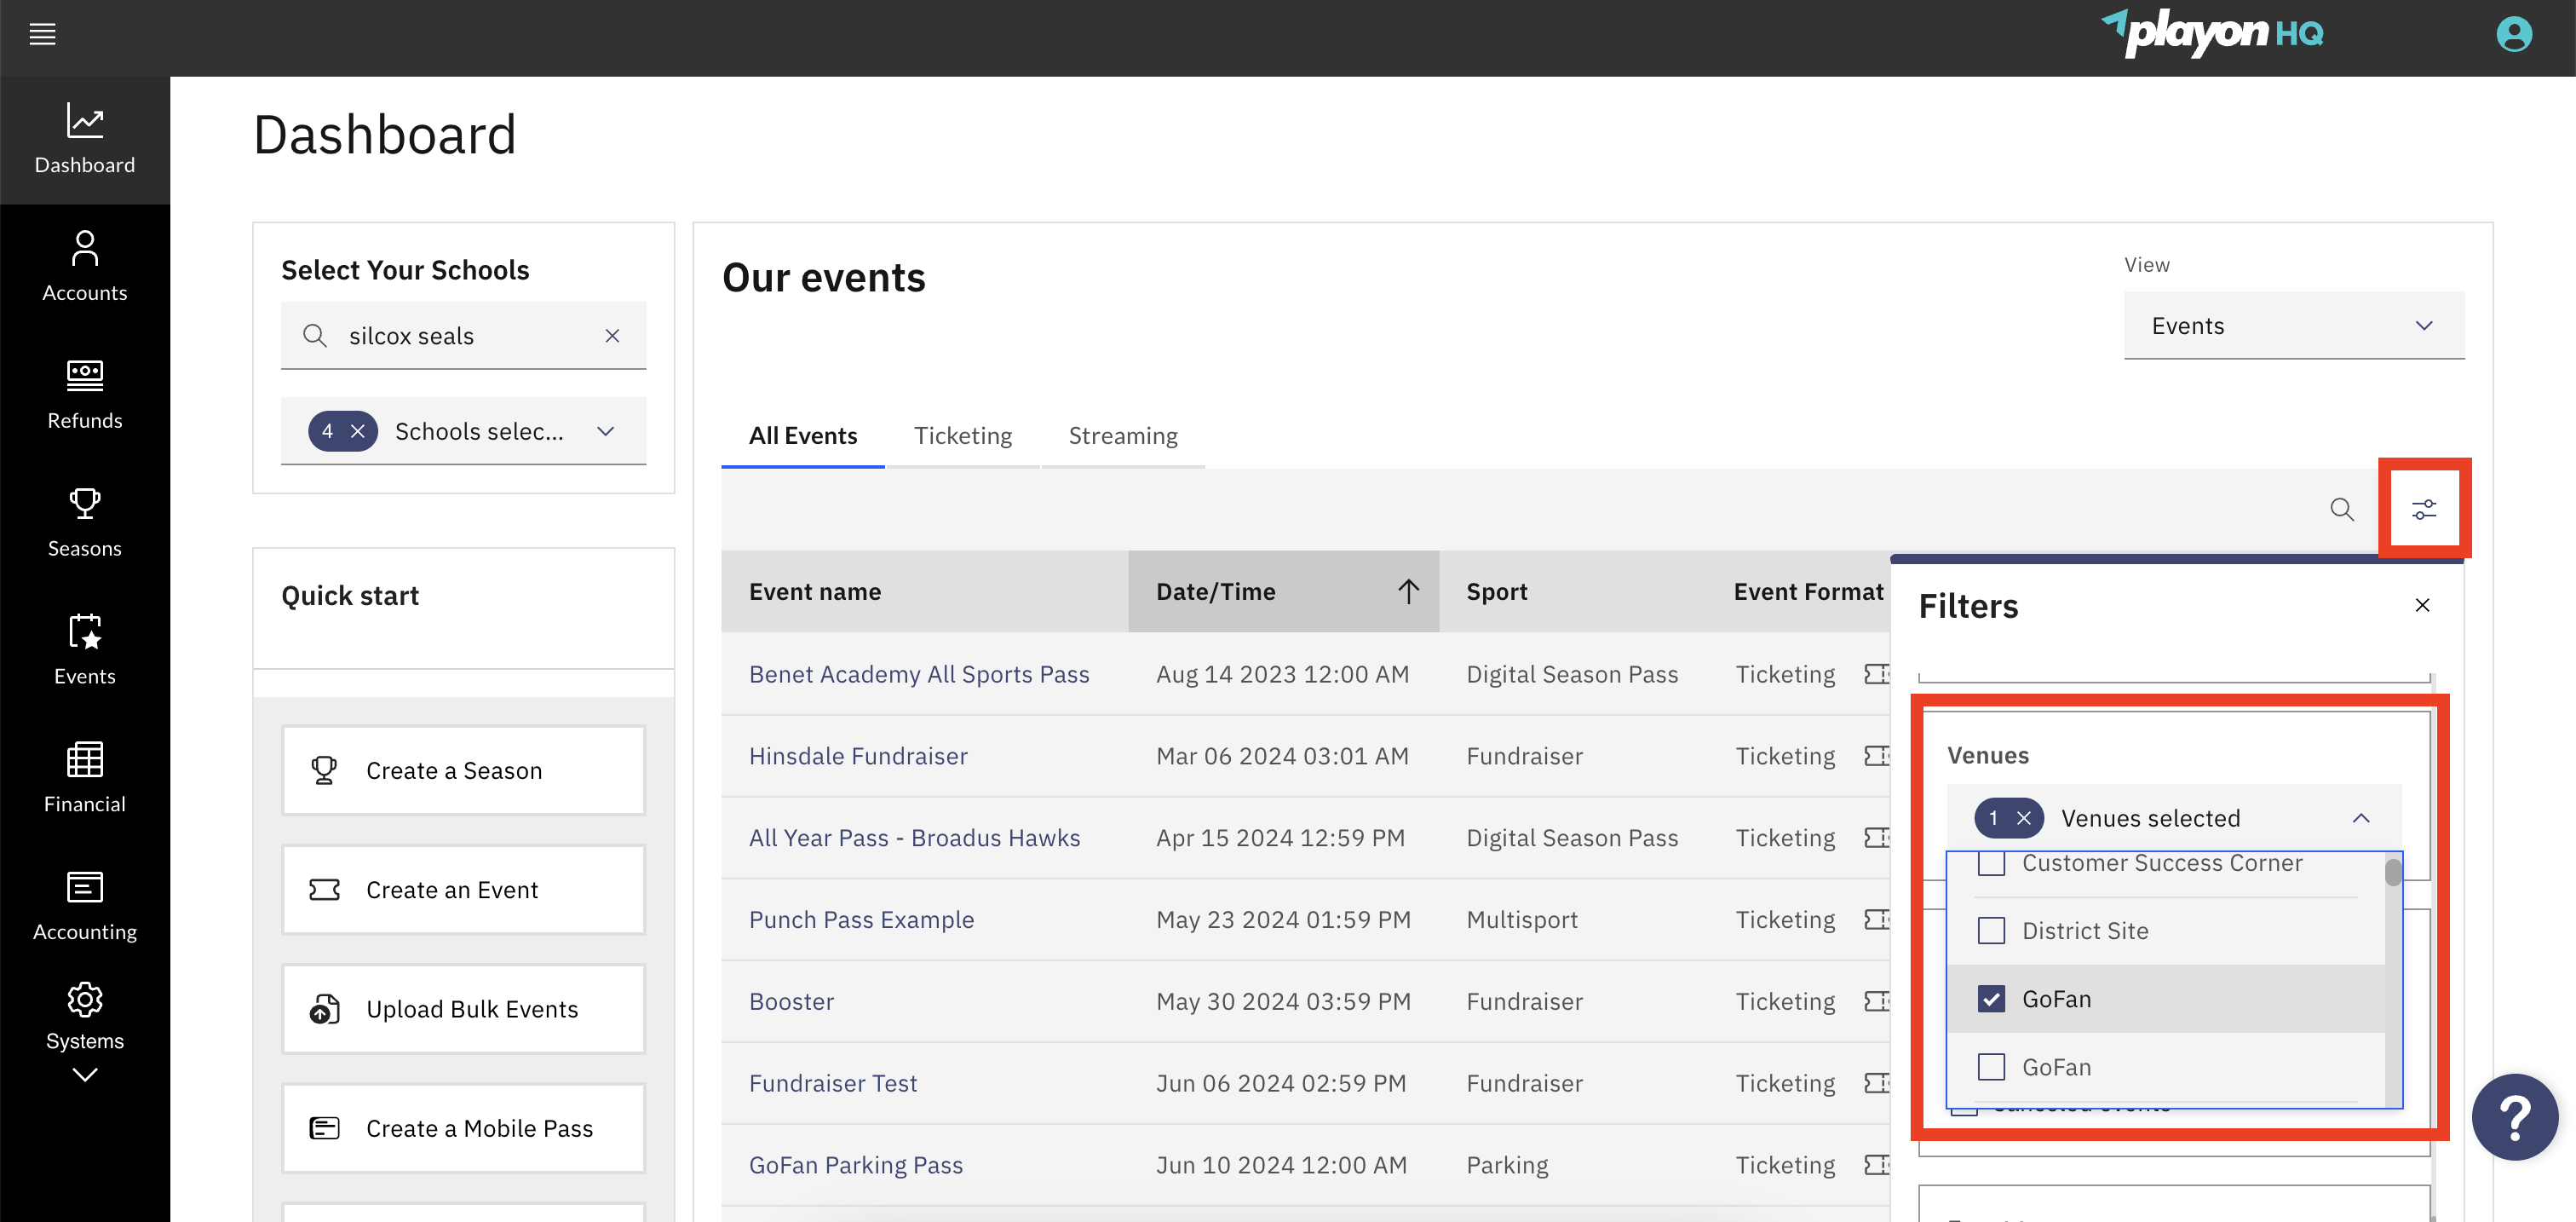 playon HQ
Dashboard
Accounts
Refunds
Seasons
Events
Financial
Accounting
Systems
Dashboard
Select Your Schools
silcox seals
4 Schools selec...
Quick start
Create a Season
Create an Event
Upload Bulk Events
Create a Mobile Pass
Our events
View
Events
All Events Ticketing Streaming
Event name Date/Time Sport Event Format
Benet Academy All Sports Pass Aug 14 2023 12:00 AM Digital Season Pass Ticketing
Hinsdale Fundraiser Mar 06 2024 03:01 AM Fundraiser Ticketing
All Year Pass - Broadus Hawks Apr 15 2024 12:59 PM Digital Season Pass Ticketing
Punch Pass Example May 23 2024 01:59 PM Multisport Ticketing
Booster May 30 2024 03:59 PM Fundraiser Ticketing
Fundraiser Test Jun 06 2024 02:59 PM Fundraiser Ticketing
GoFan Parking Pass Jun 10 2024 12:00 AM Parking Ticketing
Filters
Venues
1 Venues selected
Customer Success Corner
District Site
GoFan
GoFan
?